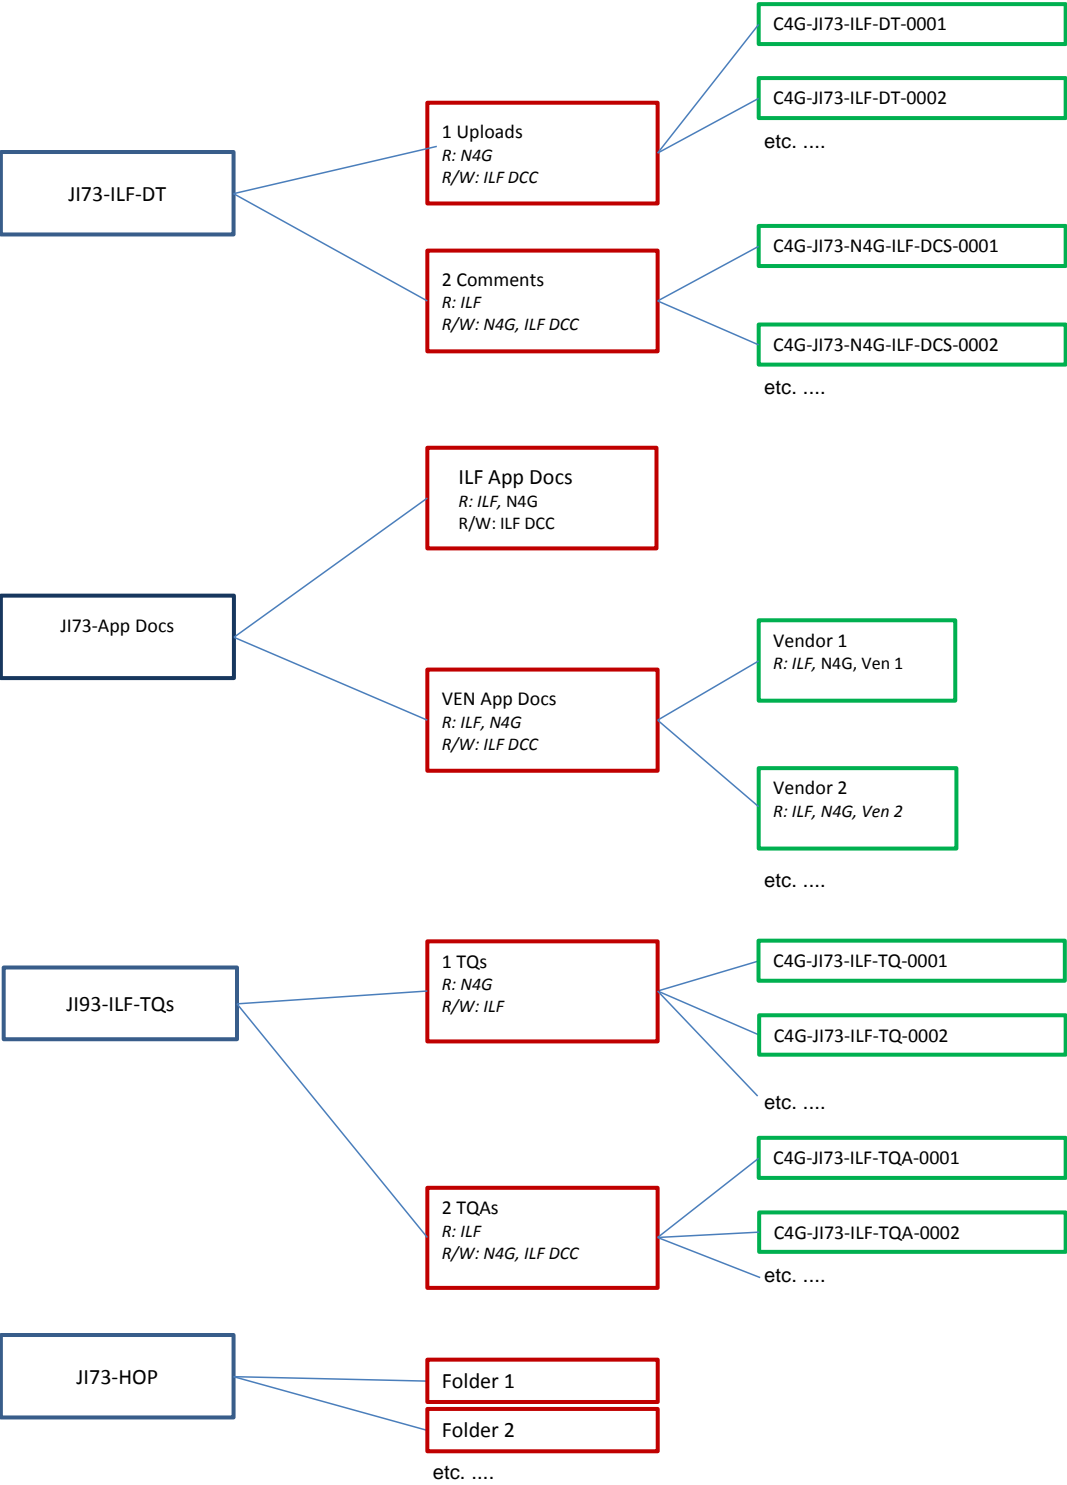 C4G-JI73-ILF-DT-0001
C4G-JI73-ILF-DT-0002
etc. ....
1 Uploads
R: N4G
R/W: ILF DCC
JI73-ILF-DT
C4G-JI73-N4G-ILF-DCS-0001
2 Comments
R: ILF
R/W: N4G, ILF DCC
C4G-JI73-N4G-ILF-DCS-0002
etc. ....
ILF App Docs
R: ILF, N4G
R/W: ILF DCC
JI73-App Docs
Vendor 1
R: ILF, N4G, Ven 1
VEN App Docs
R: ILF, N4G
R/W: ILF DCC
Vendor 2
R: ILF, N4G, Ven 2
etc. ....
1 TQs
R: N4G
R/W: ILF
C4G-JI73-ILF-TQ-0001
JI93-ILF-TQs
C4G-JI73-ILF-TQ-0002
etc. ....
C4G-JI73-ILF-TQA-0001
2 TQAs
R: ILF
R/W: N4G, ILF DCC
C4G-JI73-ILF-TQA-0002
etc. ....
JI73-HOP
Folder 1
Folder 2
etc. ....